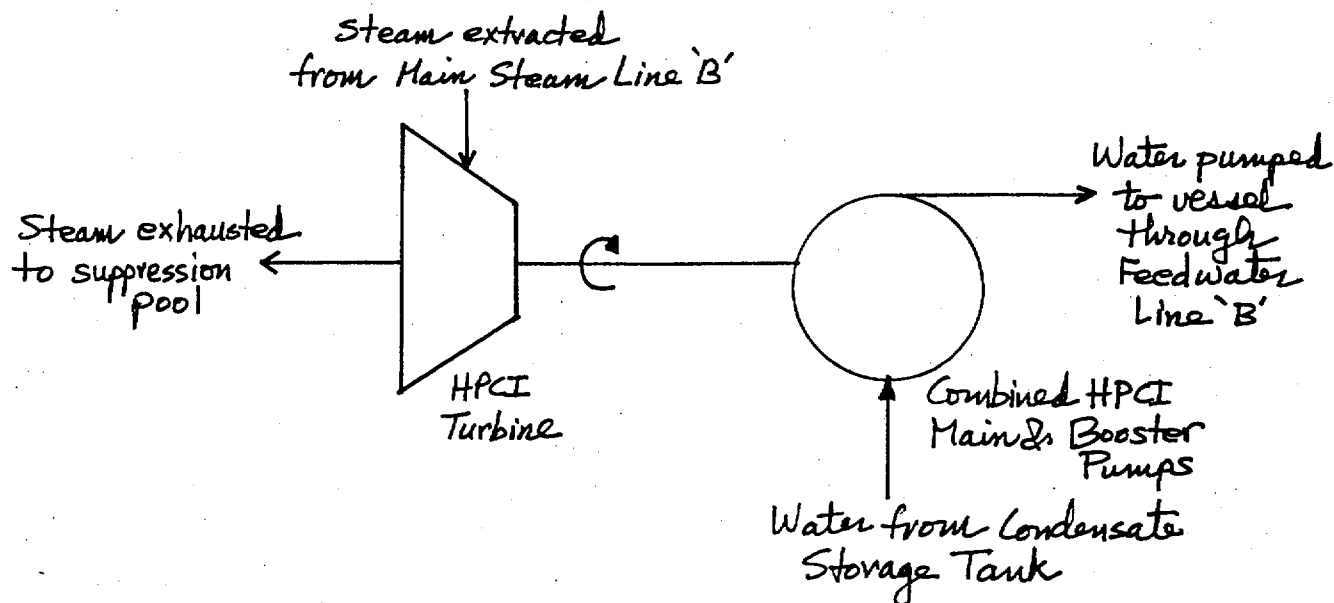 Steam extracted
from Main Steam Line `B'
Steam exhausted
to suppression
pool
HPCI
Turbine
Water pumped
to vessel
through
Feedwater
Line `B'
Combined HPCI
Main & Booster
Pumps
Water from Condensate
Storage Tank